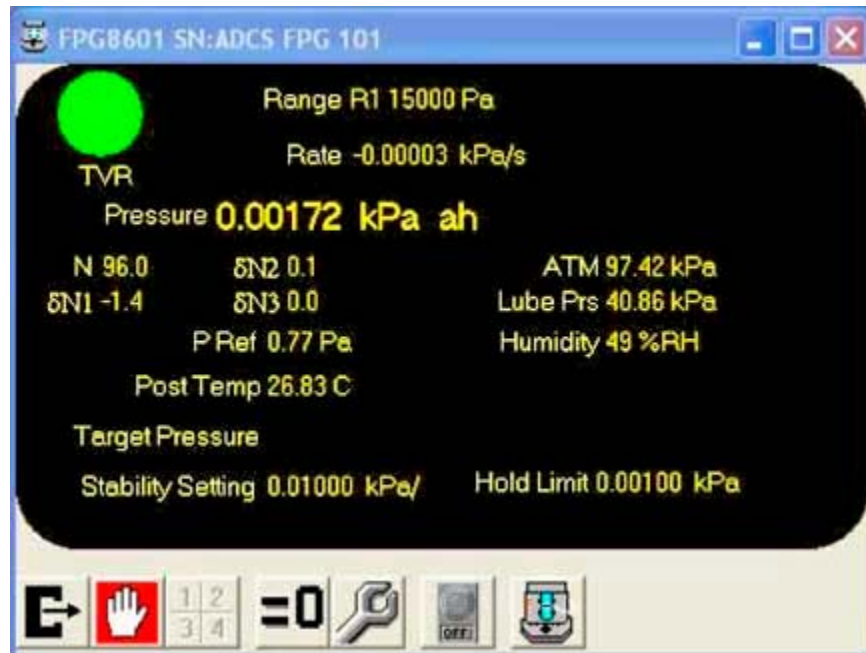 FPG8601 SN:ADCS FPG 101
Range R1 15000 Pa
Rate -0.00003 kPa/s
TVR
Pressure 0.00172 kPa ah
N 96.0 δN2 0.1 ATM 97.42 kPa
δN1 -1.4 δN3 0.0 Lube Prs 40.86 kPa
P Ref 0.77 Pa Humidity 49 %RH
Post Temp 26.83 C
Target Pressure
Stability Setting 0.01000 kPa/ Hold Limit 0.00100 kPa
1 2
=0
3 4
OFF